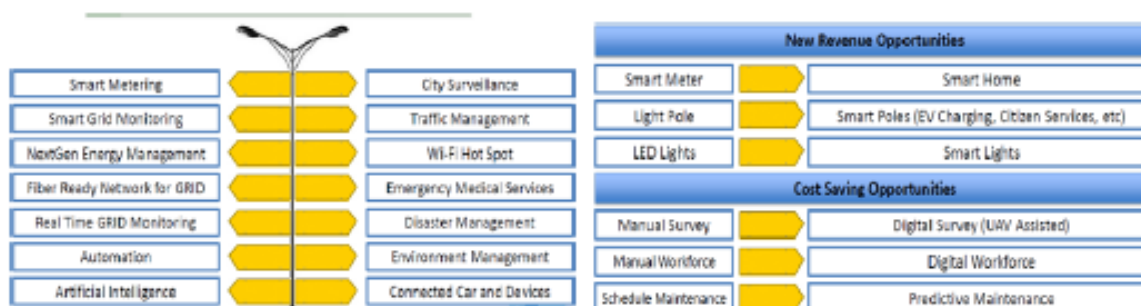 Smart Metering
City Surveillance
Smart Grid Monitoring
Traffic Management
NextGen Energy Management
Wi-Fi Hot Spot
Fiber Ready Network for GRID
Emergency Medical Services
Real Time GRID Monitoring
Disaster Management
Automation
Environment Management
Artificial Intelligence
Connected Car and Devices
New Revenue Opportunities
Smart Meter
Smart Home
Light Pole
Smart Poles (EV Charging, Citizen Services, etc)
LED Lights
Smart Lights
Cost Saving Opportunities
Manual Survey
Digital Survey (UAV Assisted)
Manual Workforce
Digital Workforce
Schedule Maintenance
Predictive Maintenance